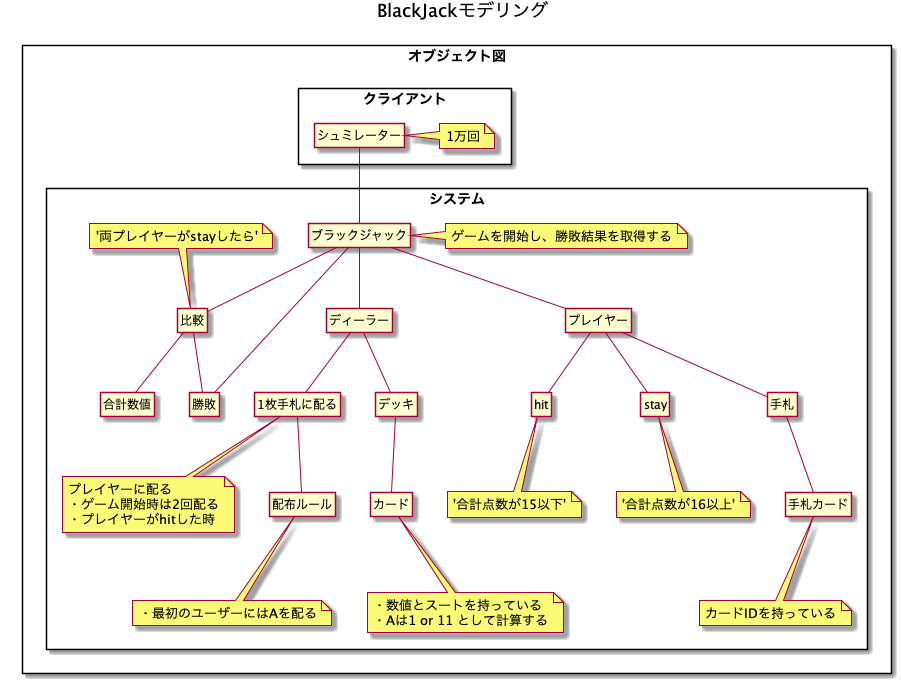 BlackJackモデリング
オブジェクト図
クライアント
シュミレーター
1万回
システム
'両プレイヤーがstayしたら'
ブラックジャック
ゲームを開始し、勝敗結果を取得する
比較
ディーラー
プレイヤー
合計数値
勝敗
1枚手札に配る
デッキ
hit
stay
手札
プレイヤーに配る
・ゲーム開始時は2回配る
・プレイヤーがhitした時
配布ルール
カード
'合計点数が15以下'
'合計点数が16以上'
手札カード
・最初のユーザーにはAを配る
・数値とスートを持っている
・Aは1 or 11 として計算する
カードIDを持っている